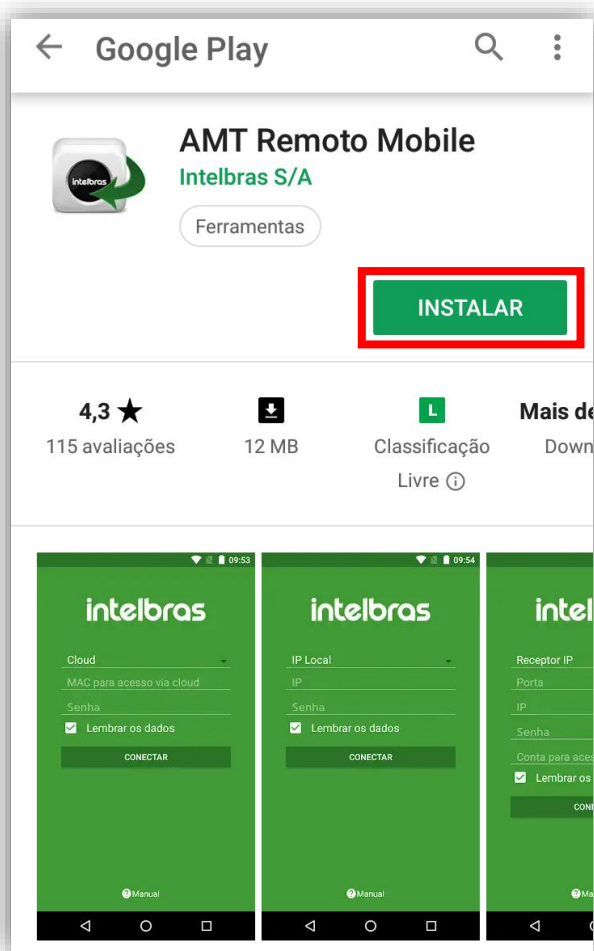 Google Play
AMT Remoto Mobile
intelbras
Intelbras S/A
Ferramentas
INSTALAR
4,3 ★
115 avaliações
12 MB
L
Classificação
Livre
Mais de
Down
09:53
intelbras
Cloud
MAC para acesso via cloud
Senha
Lembrar os dados
CONECTAR
Manual
09:54
intelbras
IP Local
IP
Senha
Lembrar os dados
CONECTAR
Manual
intel
Receptor IP
Porta
IP
Senha
Conta para aces
Lembrar os
CON
Ma